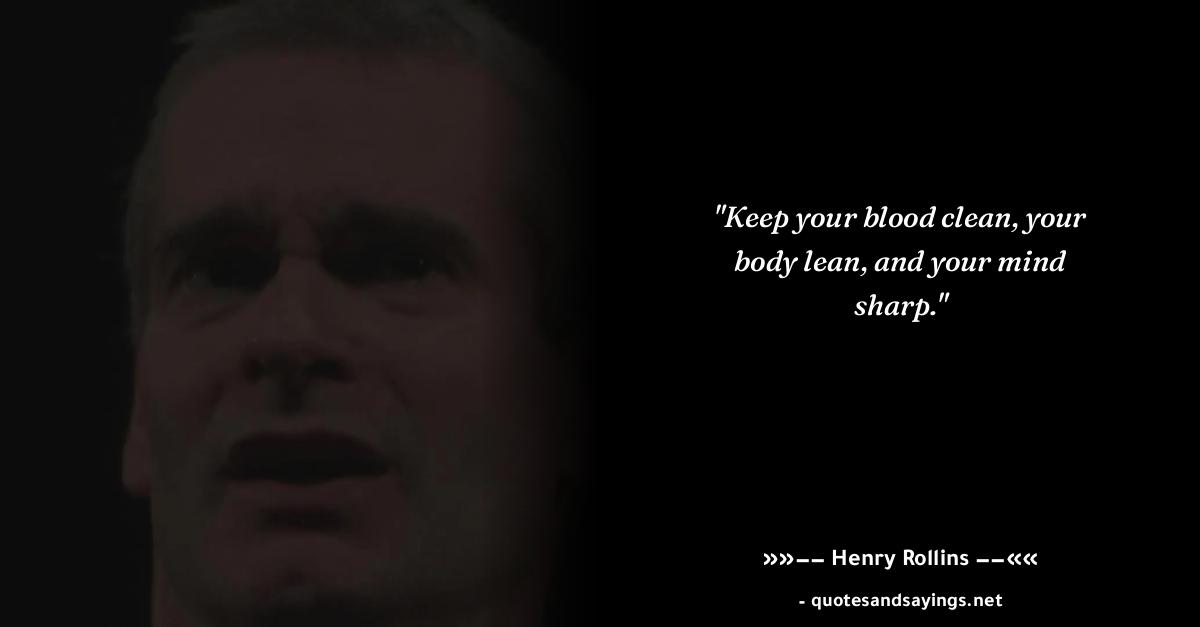 "Keep your blood clean, your
body lean, and your mind
sharp."
»»–– Henry Rollins ––««
- quotesandsayings.net